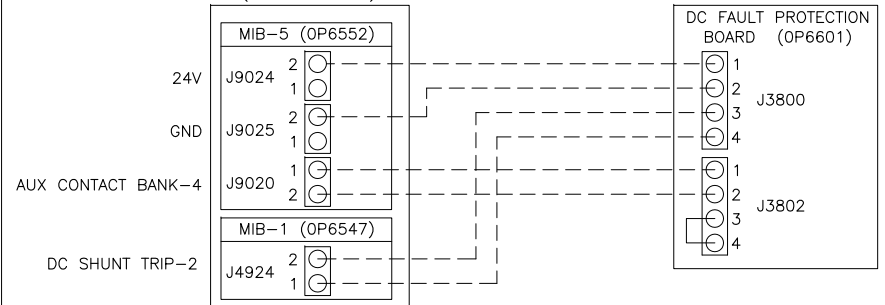 MIB-5 (0P6552)
24V
J9024
2
1
GND
J9025
2
1
AUX CONTACT BANK-4
J9020
1
2
MIB-1 (0P6547)
DC SHUNT TRIP-2
J4924
2
1
DC FAULT PROTECTION
BOARD (0P6601)
1
2
3
4
J3800
1
2
3
4
J3802